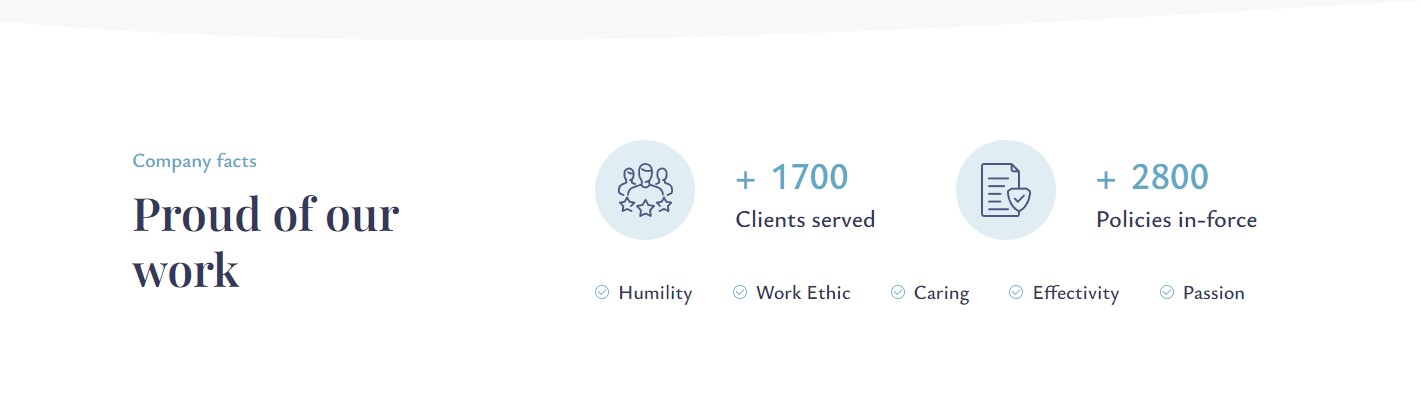 Company facts
Proud of our
work
+ 1700
Clients served
+ 2800
Policies in-force
Humility
Work Ethic
Caring
Effectivity
Passion